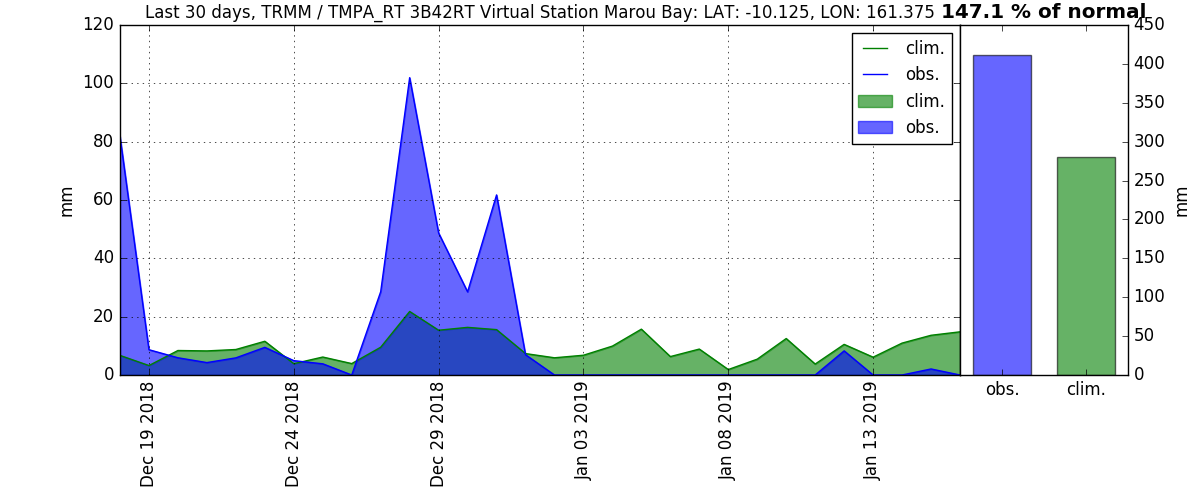 Last 30 days, TRMM / TMPA_RT 3B42RT Virtual Station Marou Bay: LAT: -10.125, LON: 161.375 147.1 % of normal
120
100
80
60
40
20
0
mm
clim.
obs.
clim.
obs.
Dec 19 2018
Dec 24 2018
Dec 29 2018
Jan 03 2019
Jan 08 2019
Jan 13 2019
450
400
350
300
250
200
150
100
50
0
mm
obs. clim.